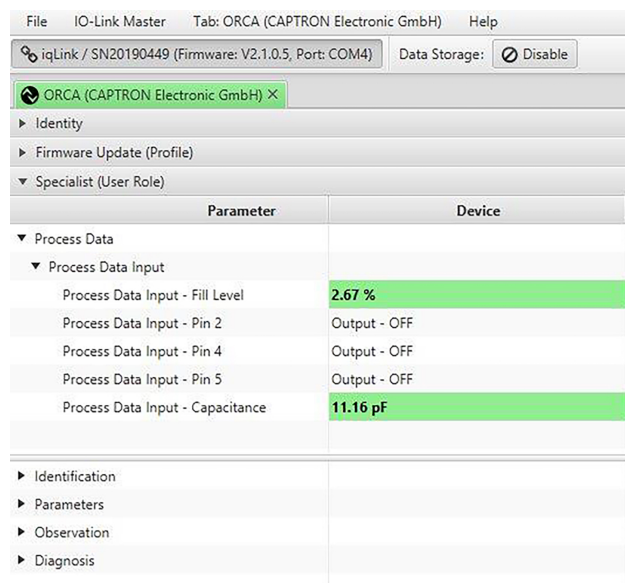 File IO-Link Master Tab: ORCA (CAPTRON Electronic GmbH) Help
iqLink / SN20190449 (Firmware: V2.1.0.5, Port: COM4) Data Storage: Disable
ORCA (CAPTRON Electronic GmbH)
Identity
Firmware Update (Profile)
Specialist (User Role)
Parameter Device
Process Data
Process Data Input
Process Data Input - Fill Level 2.67 %
Process Data Input - Pin 2 Output - OFF
Process Data Input - Pin 4 Output - OFF
Process Data Input - Pin 5 Output - OFF
Process Data Input - Capacitance 11.16 pF
Identification
Parameters
Observation
Diagnosis